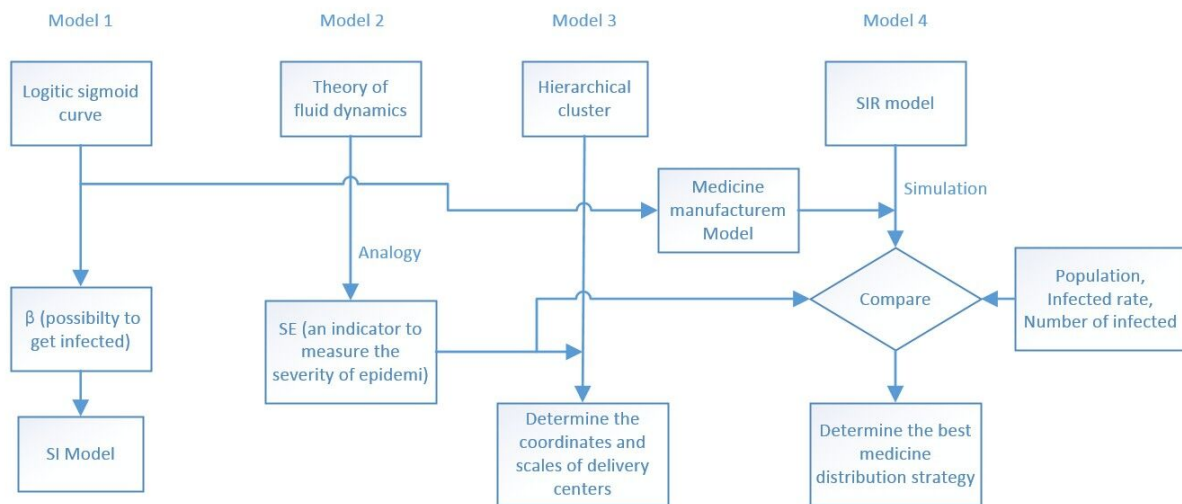 Model 1
Model 2
Model 3
Model 4
Logitic sigmoid
curve
Theory of
fluid dynamics
Hierarchical
cluster
SIR model
Medicine
manufacturem
Model
Simulation
Analogy
β (possibilty to
get infected)
SE (an indicator to
measure the
severity of epidemi)
Compare
Population,
Infected rate,
Number of infected
SI Model
Determine the
coordinates and
scales of delivery
centers
Determine the best
medicine
distribution strategy